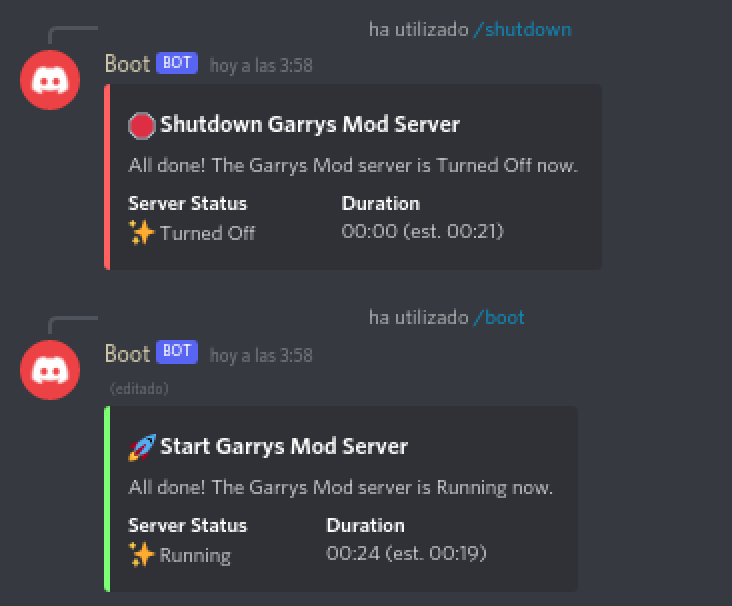 ha utilizado /shutdown
Boot BOT hoy a las 3:58
Shutdown Garrys Mod Server
All done! The Garrys Mod server is Turned Off now.
Server Status Duration
Turned Off 00:00 (est. 00:21)
ha utilizado /boot
Boot BOT hoy a las 3:58
(editado)
Start Garrys Mod Server
All done! The Garrys Mod server is Running now.
Server Status Duration
Running 00:24 (est. 00:19)